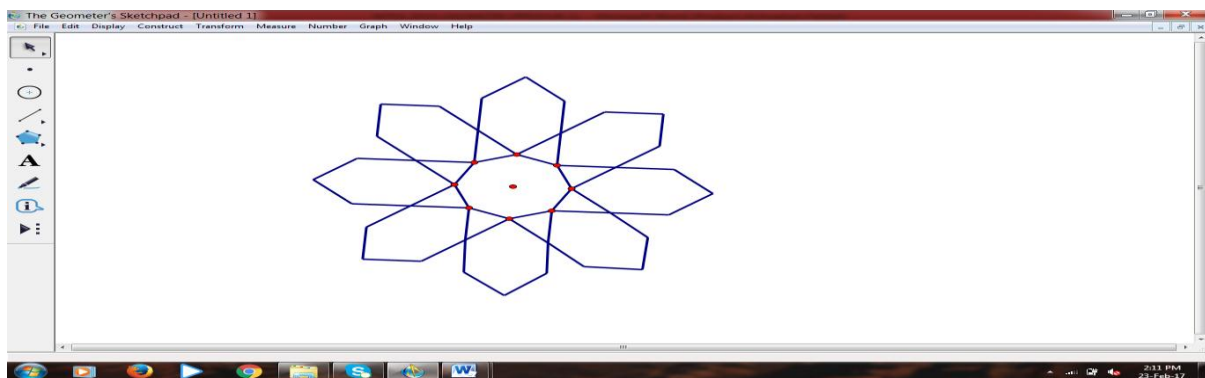 The Geometer's Sketchpad - [Untitled 1]
File Edit Display Construct Transform Measure Number Graph Window Help
A
2:11 PM
23-Feb-17